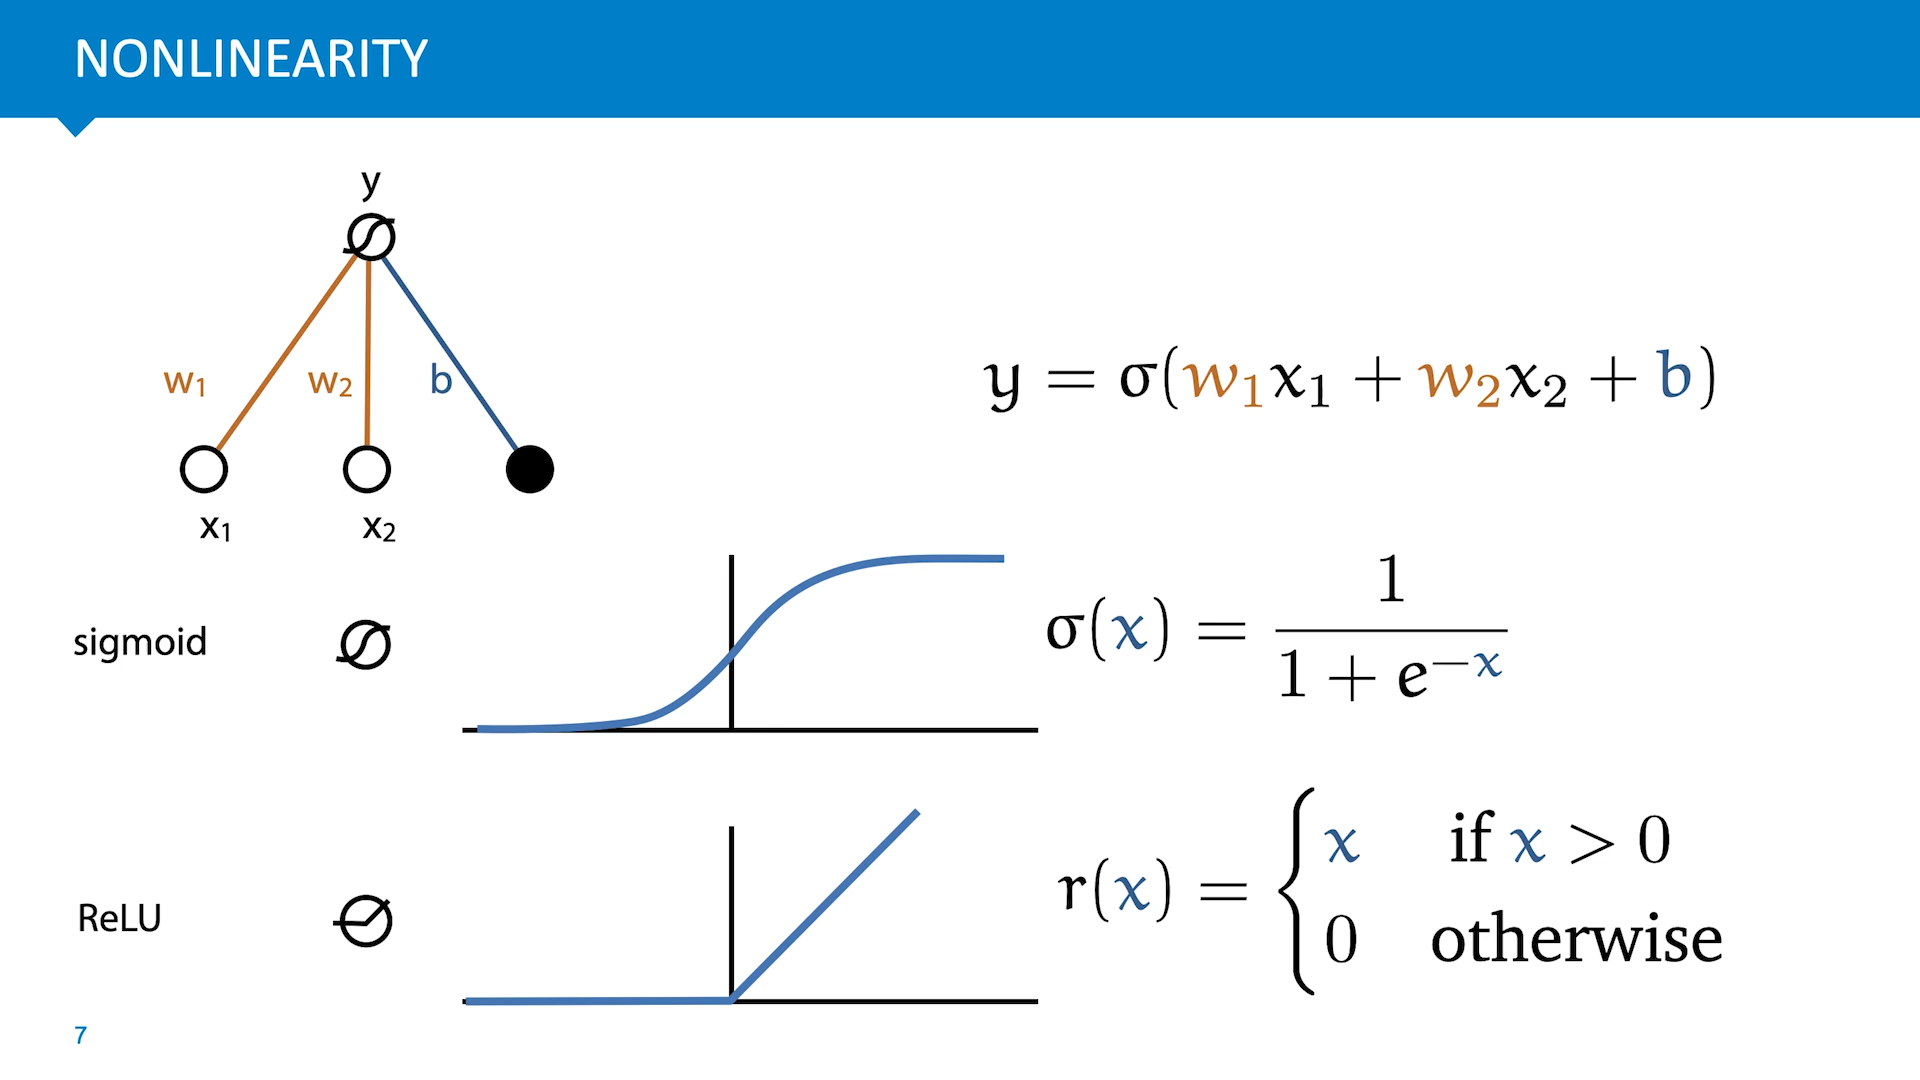 NONLINEARITY
y
w1 w2 b
x1 x2
y = σ(w₁x₁ + w₂x₂ + b)
sigmoid
σ(x) = 1 / (1 + e^−x)
ReLU
r(x) = { x if x > 0
0 otherwise
7